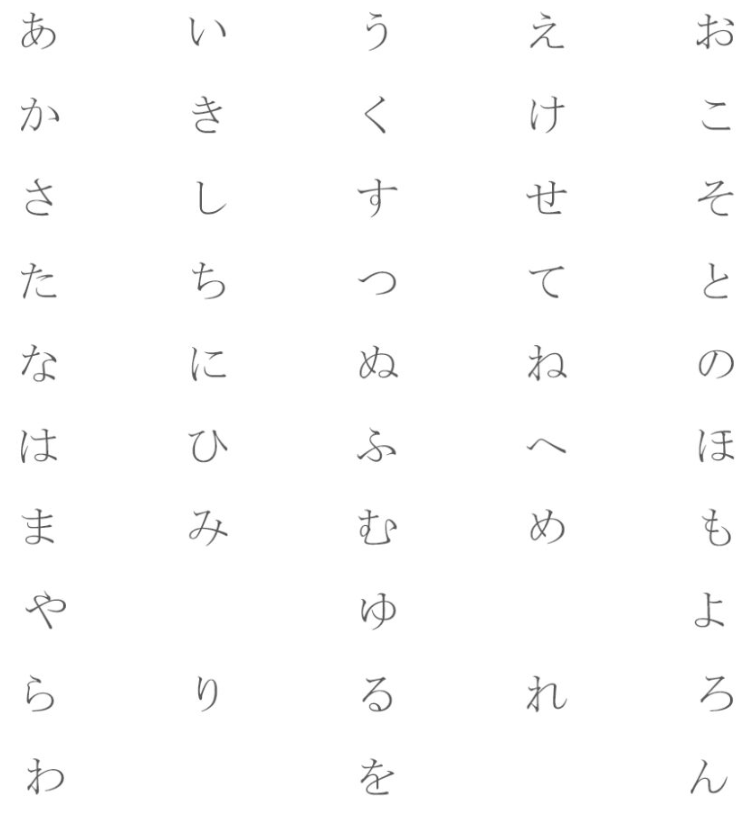 あ い う え お
か き く け こ
さ し す せ そ
た ち つ て と
な に ぬ ね の
は ひ ふ へ ほ
ま み む め も
や ゆ よ
ら り る れ ろ
わ を ん